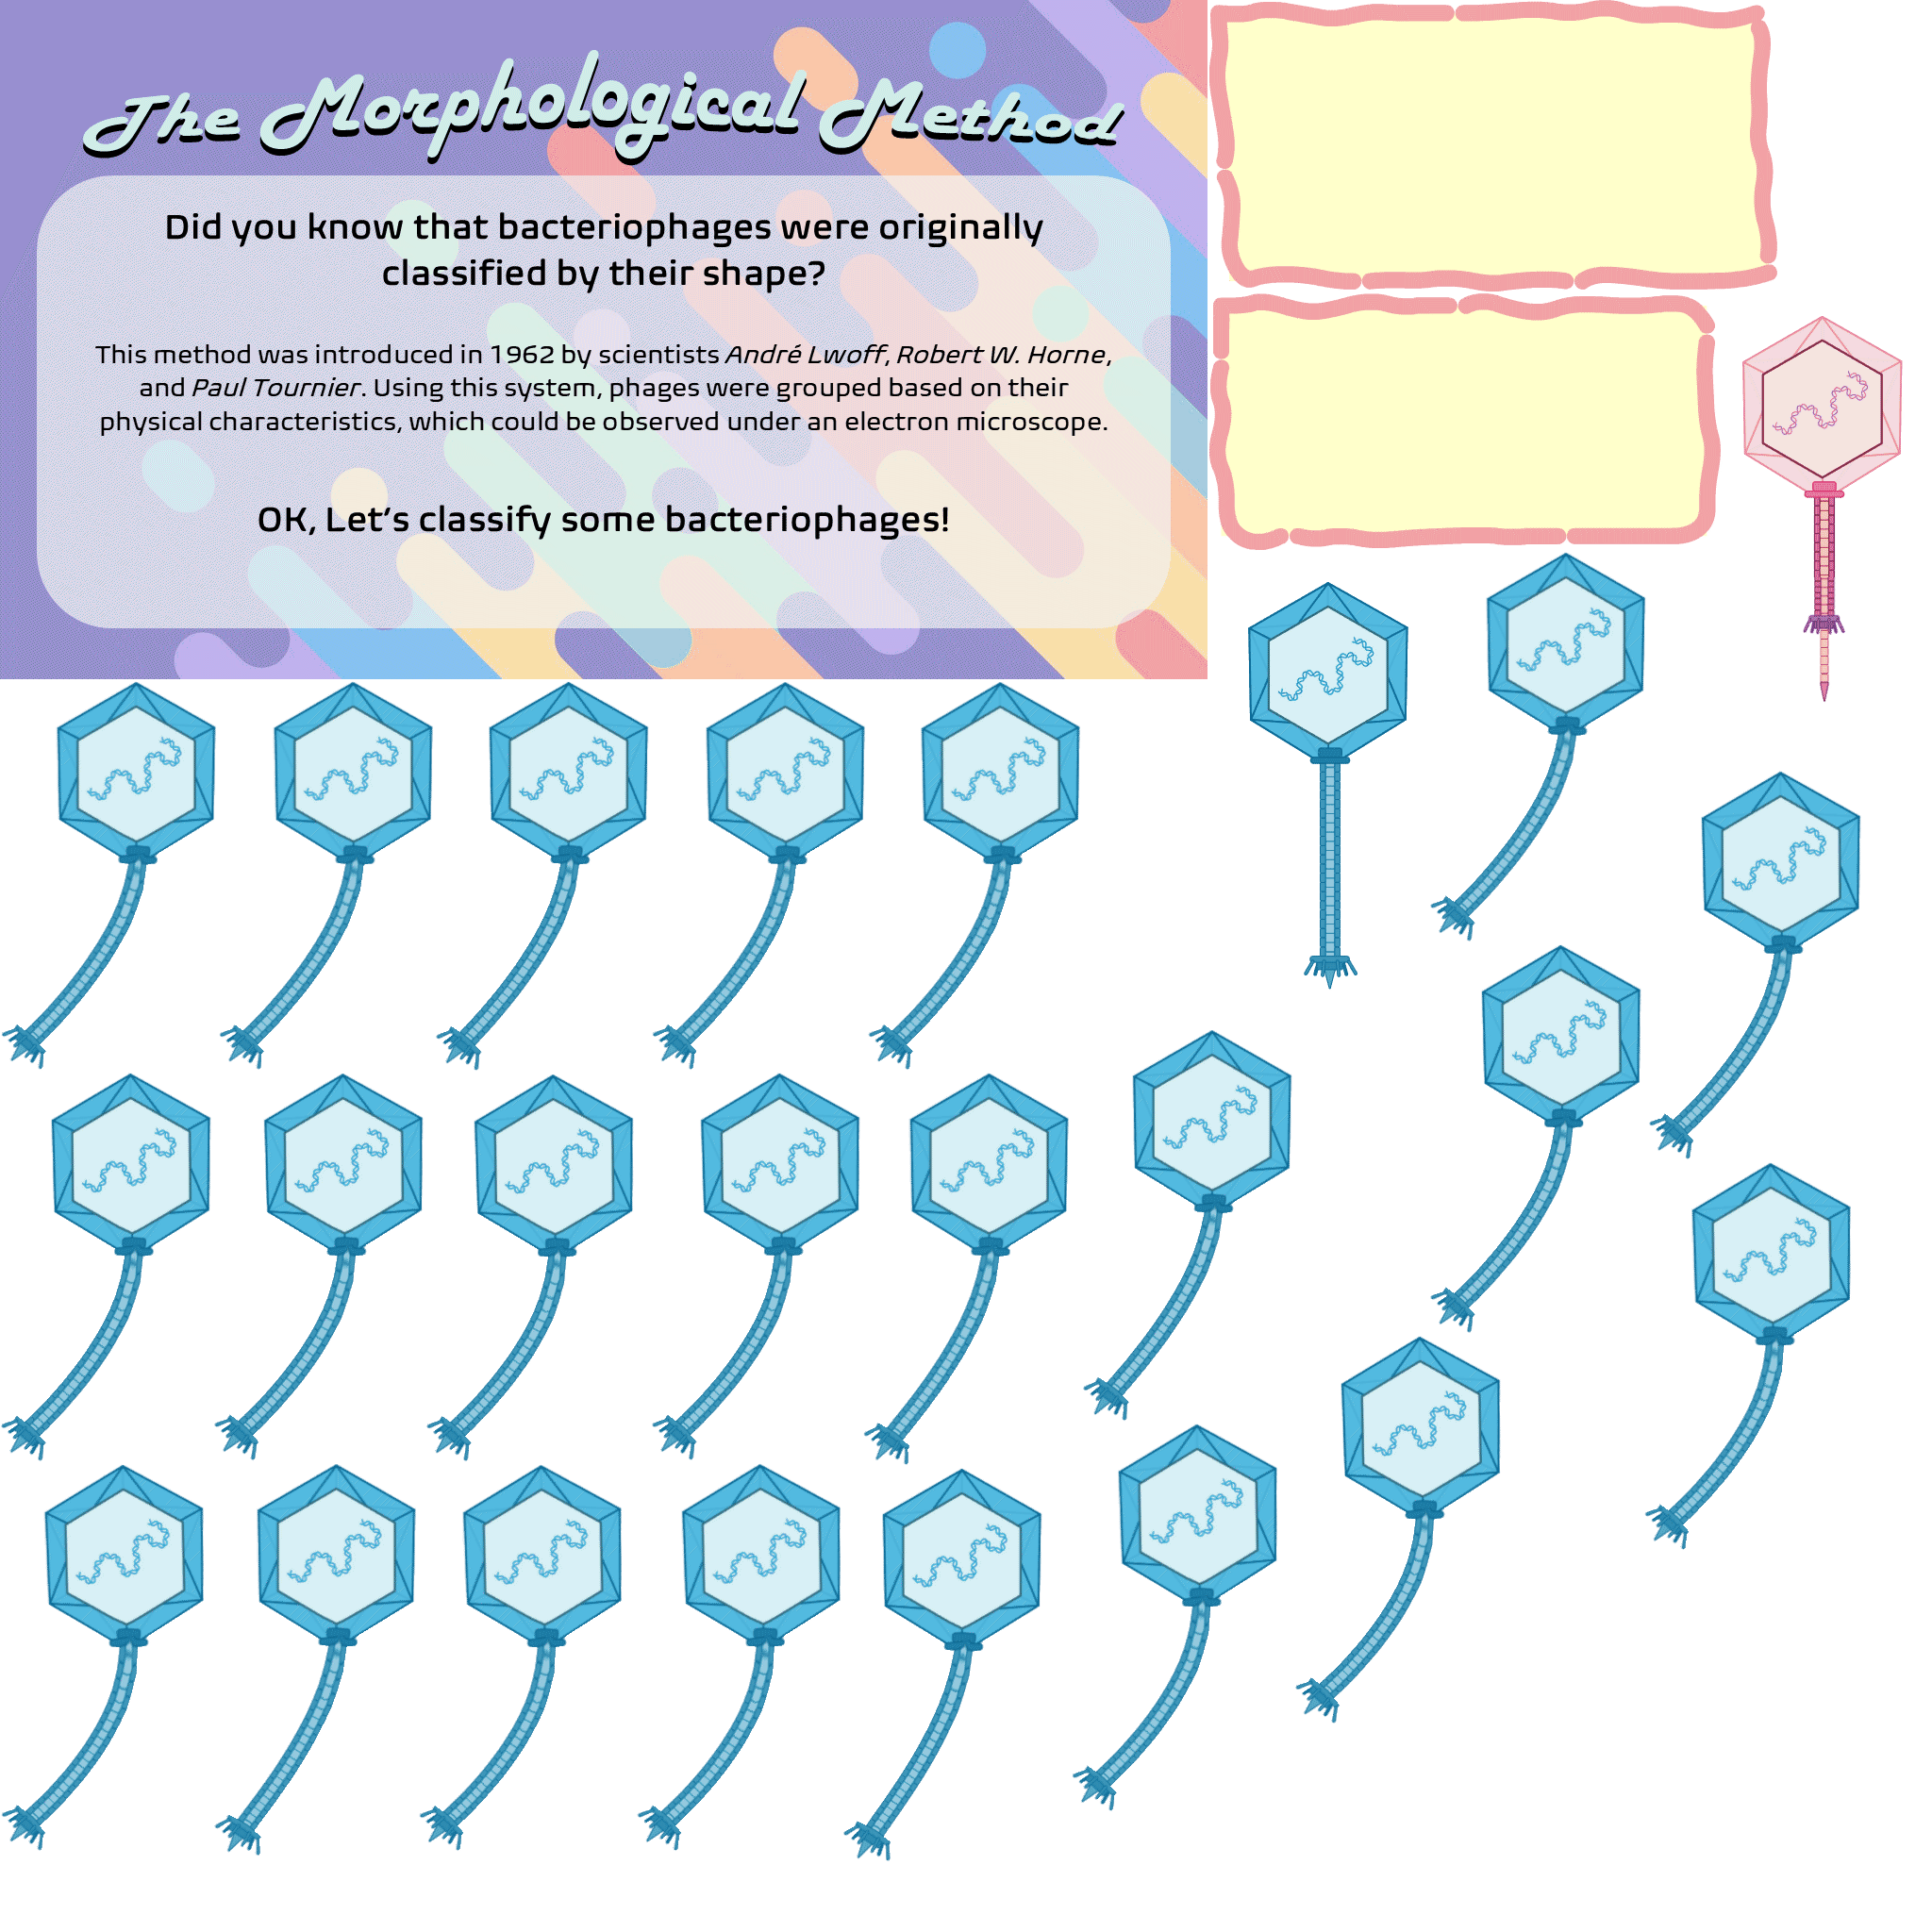 The Morphological Method
Did you know that bacteriophages were originally
classified by their shape?
This method was introduced in 1962 by scientists André Lwoff, Robert W. Horne,
and Paul Tournier. Using this system, phages were grouped based on their
physical characteristics, which could be observed under an electron microscope.
OK, Let's classify some bacteriophages!